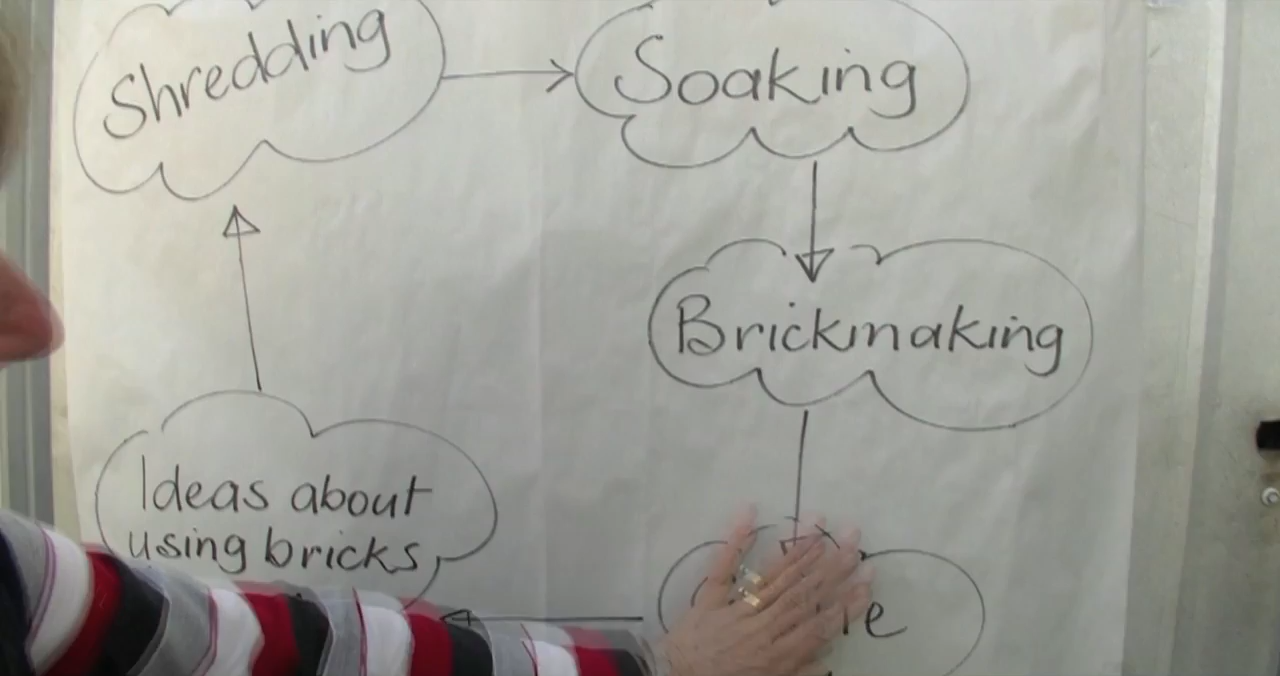 Shredding
Soaking
Brickmaking
Ideas about
using bricks